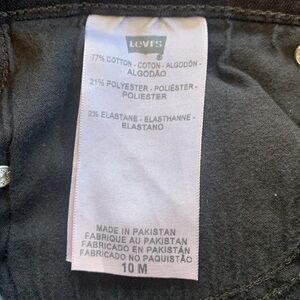 LEVI'S
®
77% COTTON - COTON - ALGODÓN -
ALGODÃO
21% POLYESTER - POLIÉSTER -
POLIESTER
2% ELASTANE - ELASTHANNE -
ELASTANO
MADE IN PAKISTAN
FABRIQUE AU PAKISTAN
FABRICADO EN PAKISTÁN
FABRICADO NO PAQUISTÃO
10 M